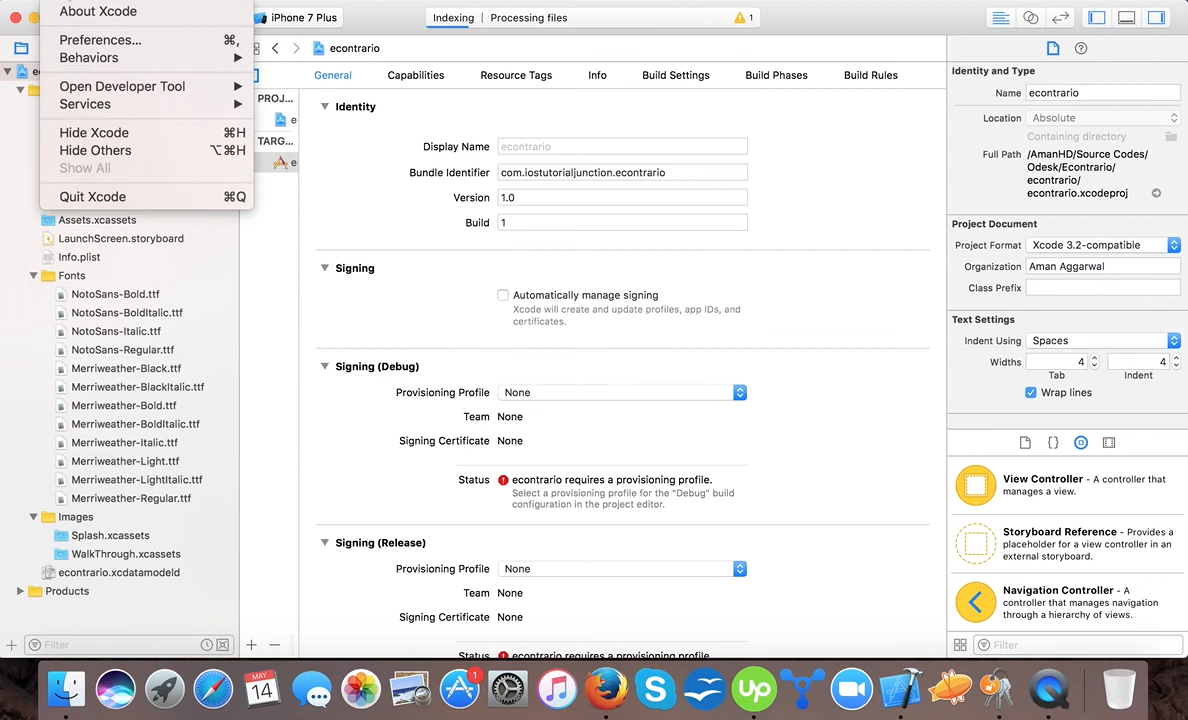 About Xcode
Preferences... ⌘,
Behaviors
Open Developer Tool
Services
Hide Xcode ⌘H
Hide Others ⌥⌘H
Show All
Quit Xcode ⌘Q
iPhone 7 Plus
Indexing | Processing files 1
econtrario
General Capabilities Resource Tags Info Build Settings Build Phases Build Rules
PROJ...
e
TARG...
e
Assets.xcassets
LaunchScreen.storyboard
Info.plist
Fonts
NotoSans-Bold.ttf
NotoSans-BoldItalic.ttf
NotoSans-Italic.ttf
NotoSans-Regular.ttf
Merriweather-Black.ttf
Merriweather-BlackItalic.ttf
Merriweather-Bold.ttf
Merriweather-BoldItalic.ttf
Merriweather-Italic.ttf
Merriweather-Light.ttf
Merriweather-LightItalic.ttf
Merriweather-Regular.ttf
Images
Splash.xcassets
WalkThrough.xcassets
econtrario.xcdatamodeld
Products
Filter
Identity
Display Name econtrario
Bundle Identifier com.iostutorialjunction.econtrario
Version 1.0
Build 1
Signing
Automatically manage signing
Xcode will create and update profiles, app IDs, and
certificates.
Signing (Debug)
Provisioning Profile None
Team None
Signing Certificate None
Status econtrario requires a provisioning profile.
Select a provisioning profile for the "Debug" build
configuration in the project editor.
Signing (Release)
Provisioning Profile None
Team None
Signing Certificate None
Status econtrario requires a provisioning profile.
Identity and Type
Name econtrario
Location Absolute
Containing directory
Full Path /AmanHD/Source Codes/
Odesk/Econtrario/
econtrario/
econtrario.xcodeproj
Project Document
Project Format Xcode 3.2-compatible
Organization Aman Aggarwal
Class Prefix
Text Settings
Indent Using Spaces
Widths 4 4
Tab Indent
Wrap lines
View Controller - A controller that
manages a view.
Storyboard Reference - Provides a
placeholder for a view controller in an
external storyboard.
Navigation Controller - A
controller that manages navigation
through a hierarchy of views.
Filter
MAY
14
1
Up